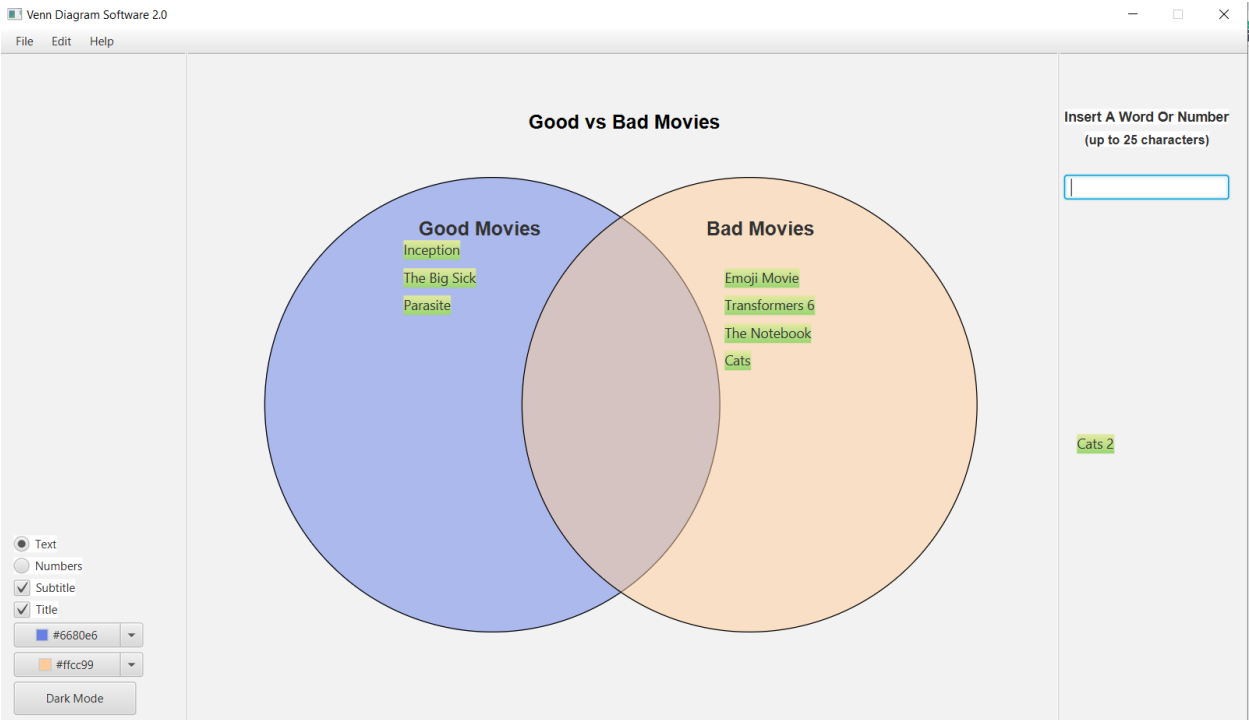 Venn Diagram Software 2.0
File Edit Help
Good vs Bad Movies
Insert A Word Or Number
(up to 25 characters)
Good Movies
Inception
The Big Sick
Parasite
Bad Movies
Emoji Movie
Transformers 6
The Notebook
Cats
Cats 2
Text
Numbers
Subtitle
Title
#6680e6
#ffcc99
Dark Mode